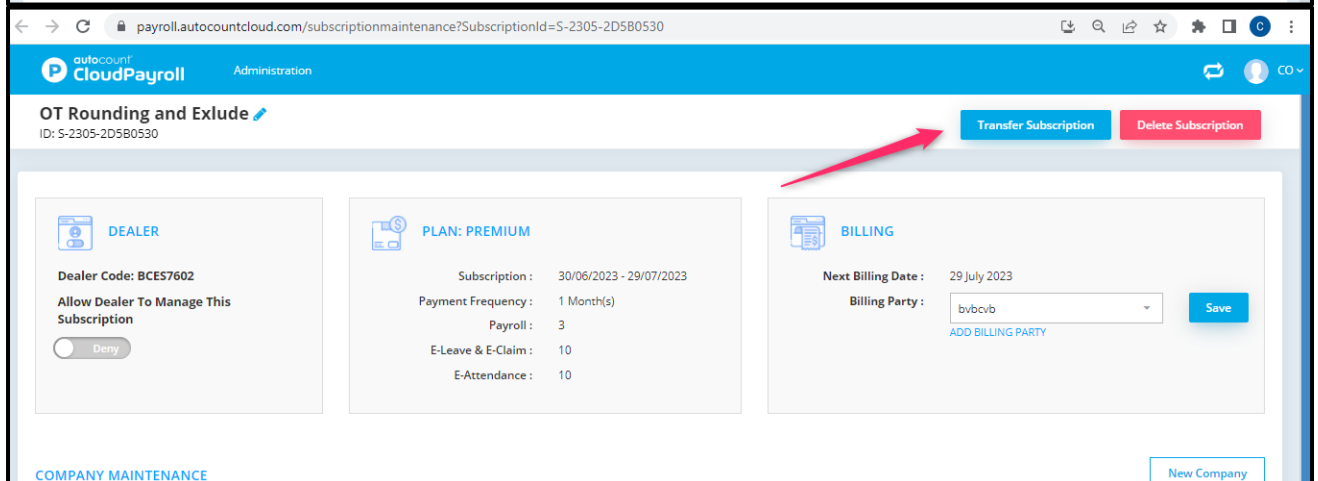 payroll.autocountcloud.com/subscriptionmaintenance?SubscriptionId=S-2305-2D5B0530
C
autocount
P CloudPayroll
Administration
CO
OT Rounding and Exlude
ID: S-2305-2D5B0530
Transfer Subscription
Delete Subscription
DEALER
Dealer Code: BCES7602
Allow Dealer To Manage This
Subscription
Deny
PLAN: PREMIUM
Subscription : 30/06/2023 - 29/07/2023
Payment Frequency : 1 Month(s)
Payroll : 3
E-Leave & E-Claim : 10
E-Attendance : 10
BILLING
Next Billing Date : 29 July 2023
Billing Party : bvbcvb
Save
ADD BILLING PARTY
COMPANY MAINTENANCE
New Company